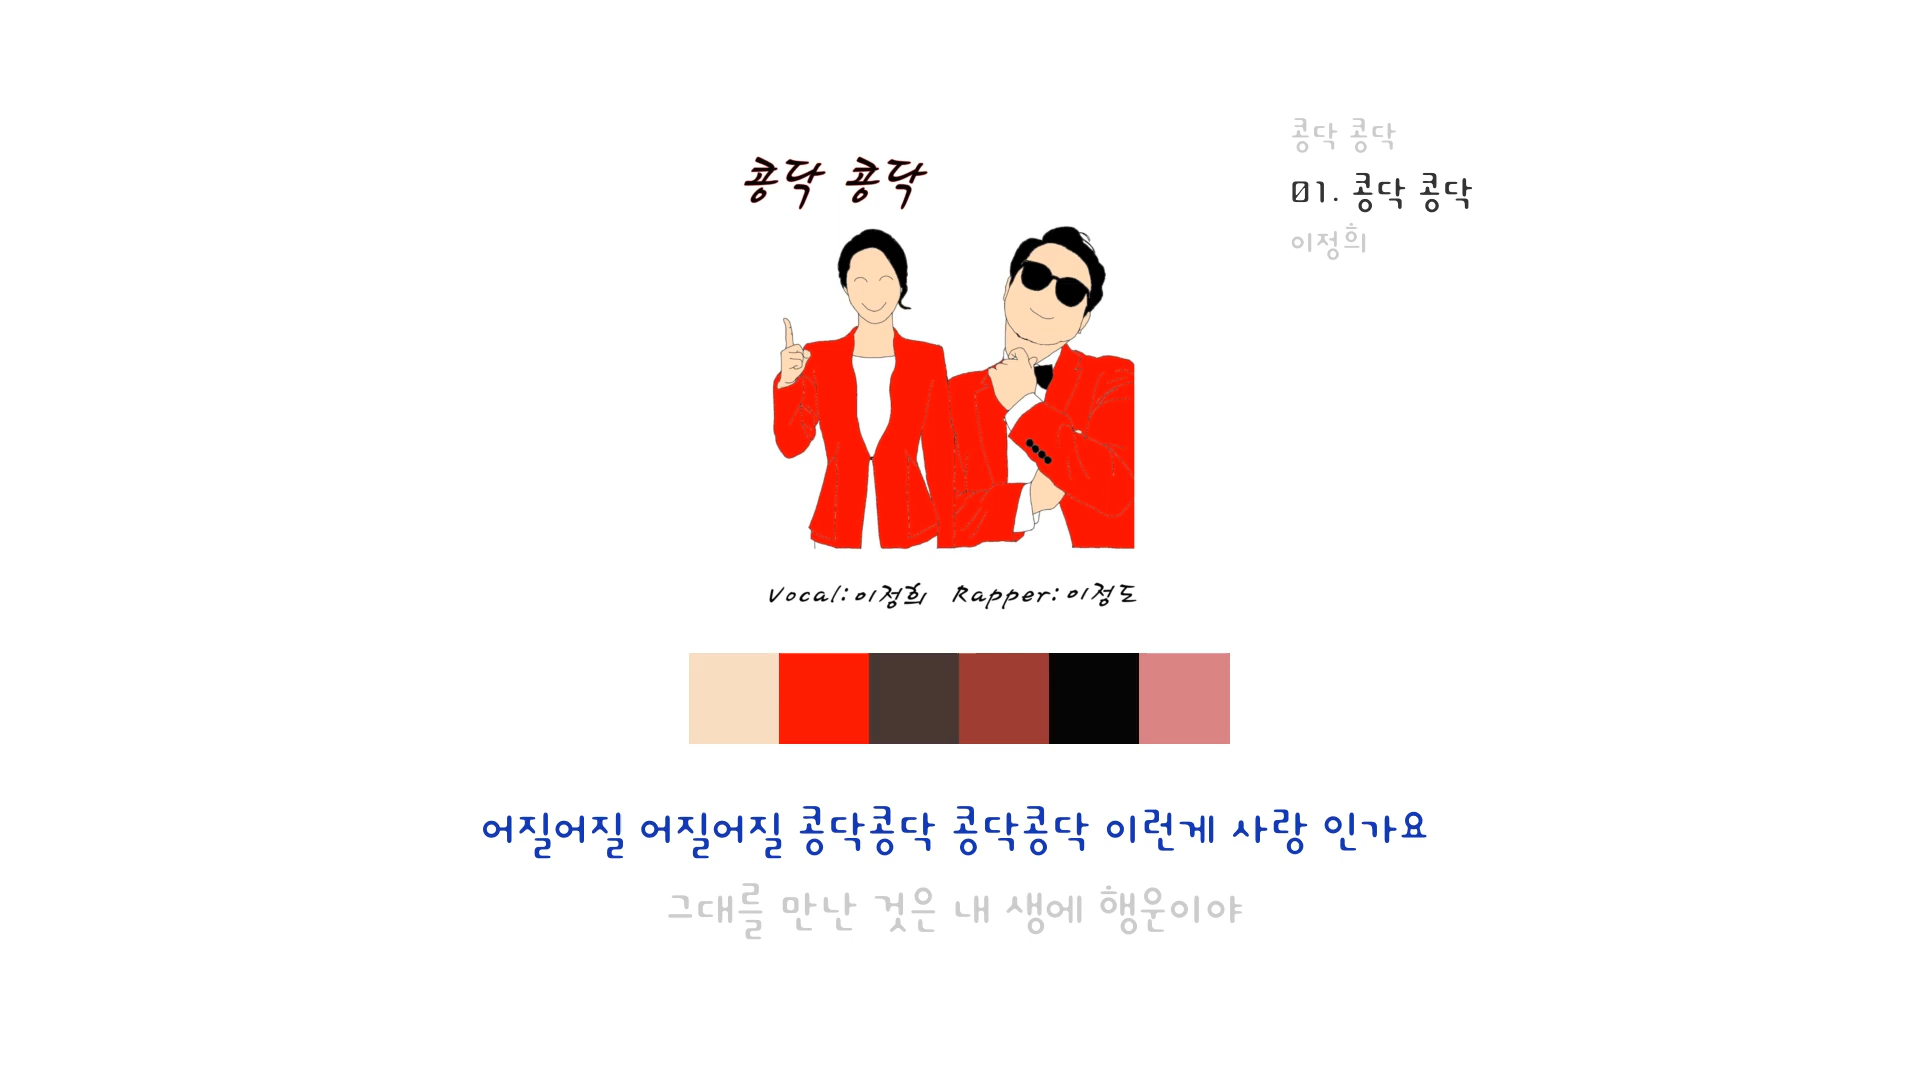 콩닥 콩닥
01. 콩닥 콩닥
이정희
콩닥 콩닥
Vocal:이정희 Rapper:이정도
어질어질 어질어질 콩닥콩닥 콩닥콩닥 이런게 사랑 인가요
그대를 만난 것은 내 생에 행운이야